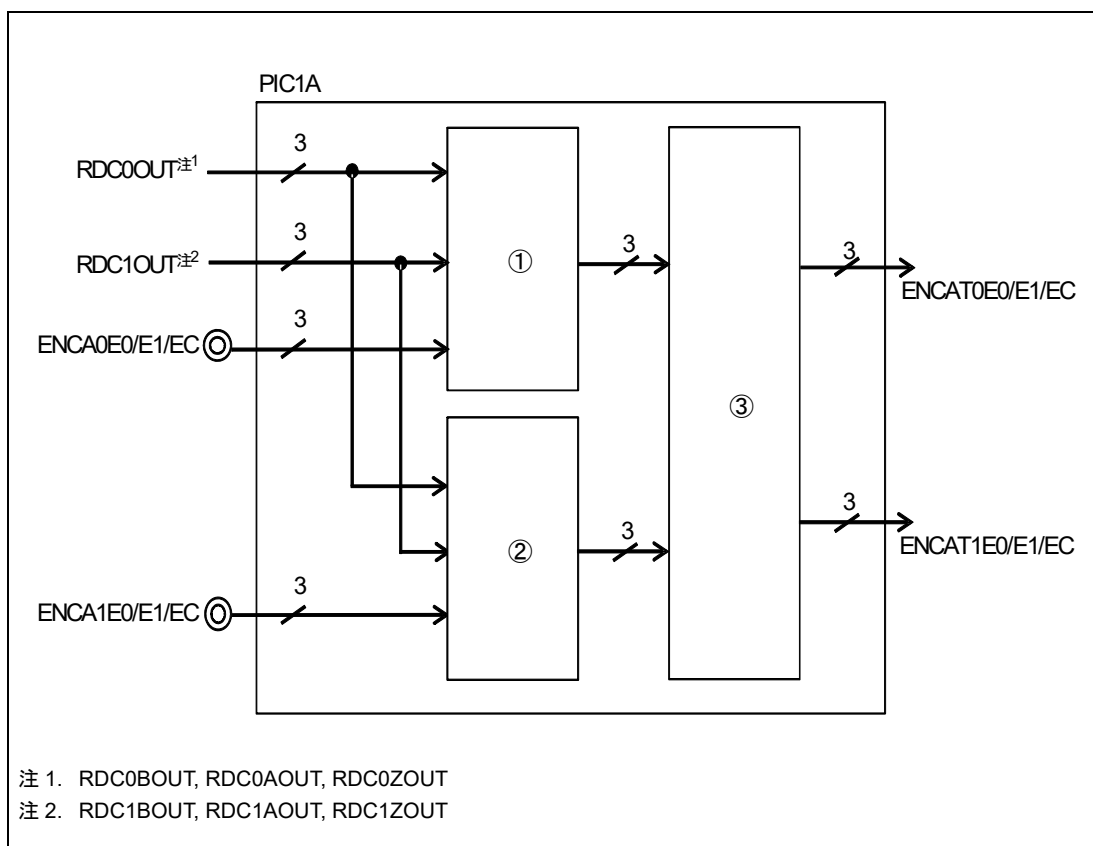 PIC1A
3
RDC0OUT注1
3
RDC1OUT注2
3
ENCA0E0/E1/EC
①
3
3
ENCAT0E0/E1/EC
③
②
3
3
ENCAT1E0/E1/EC
3
ENCA1E0/E1/EC
注 1. RDC0BOUT, RDC0AOUT, RDC0ZOUT
注 2. RDC1BOUT, RDC1AOUT, RDC1ZOUT